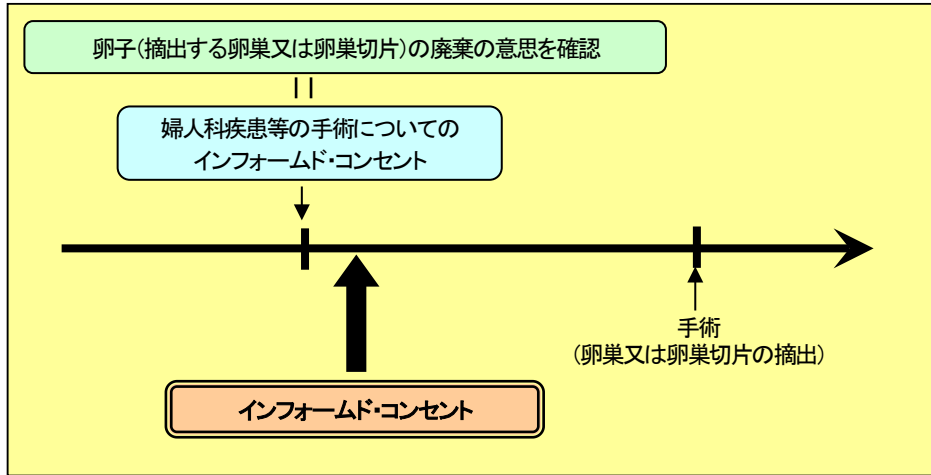 卵子(摘出する卵巣又は卵巣切片)の廃棄の意思を確認
婦人科疾患等の手術についての
インフォームド・コンセント
手術
(卵巣又は卵巣切片の摘出)
インフォームド・コンセント